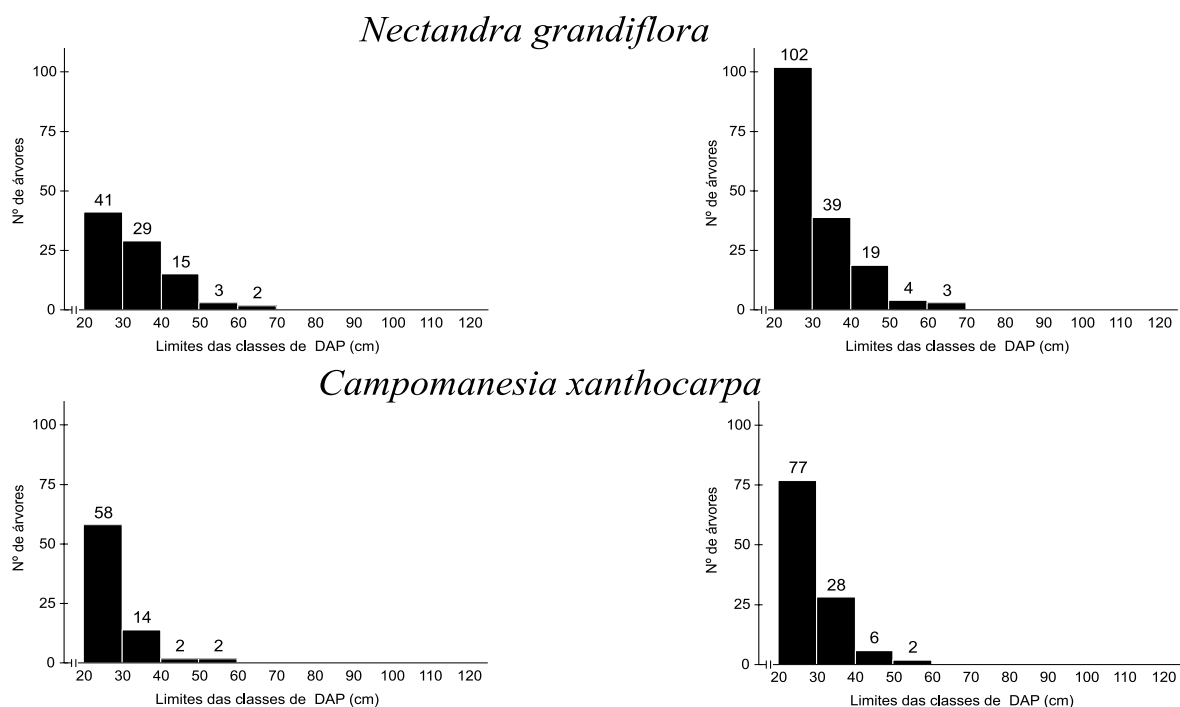 Nectandra grandiflora
100
75
50
25
0
Nº de árvores
41
29
15
3
2
20 30 40 50 60 70 80 90 100 110 120
Limites das classes de DAP (cm)
100
75
50
25
0
Nº de árvores
102
39
19
4
3
20 30 40 50 60 70 80 90 100 110 120
Limites das classes de DAP (cm)
Campomanesia xanthocarpa
100
75
50
25
0
Nº de árvores
58
14
2
2
20 30 40 50 60 70 80 90 100 110 120
Limites das classes de DAP (cm)
100
75
50
25
0
Nº de árvores
77
28
6
2
20 30 40 50 60 70 80 90 100 110 120
Limites das classes de DAP (cm)